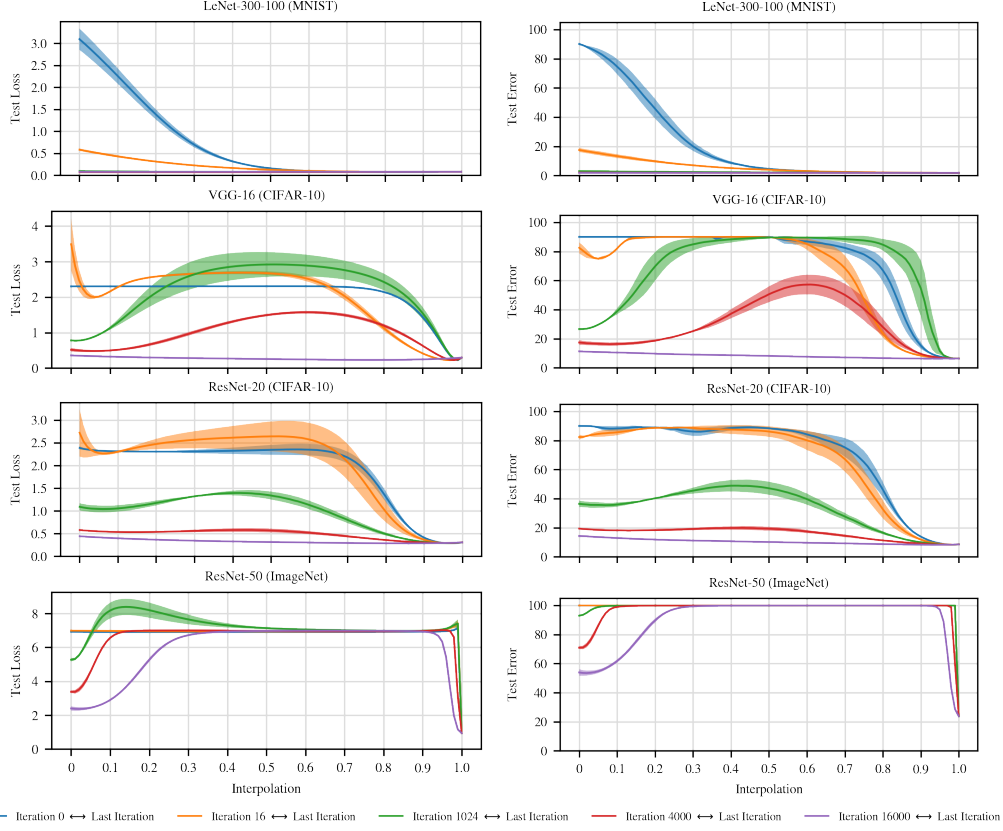 LeNet-300-100 (MNIST)
Test Loss
3.0
2.5
2.0
1.5
1.0
0.5
0.0
LeNet-300-100 (MNIST)
Test Error
100
80
60
40
20
0
VGG-16 (CIFAR-10)
Test Loss
4
3
2
1
0
VGG-16 (CIFAR-10)
Test Error
100
80
60
40
20
0
ResNet-20 (CIFAR-10)
Test Loss
3.0
2.5
2.0
1.5
1.0
0.5
0.0
ResNet-20 (CIFAR-10)
Test Error
100
80
60
40
20
0
ResNet-50 (ImageNet)
Test Loss
8
6
4
2
0
0 0.1 0.2 0.3 0.4 0.5 0.6 0.7 0.8 0.9 1.0
Interpolation
ResNet-50 (ImageNet)
Test Error
100
80
60
40
20
0
0 0.1 0.2 0.3 0.4 0.5 0.6 0.7 0.8 0.9 1.0
Interpolation
Iteration 0 ↔ Last Iteration Iteration 16 ↔ Last Iteration Iteration 1024 ↔ Last Iteration Iteration 4000 ↔ Last Iteration Iteration 16000 ↔ Last Iteration